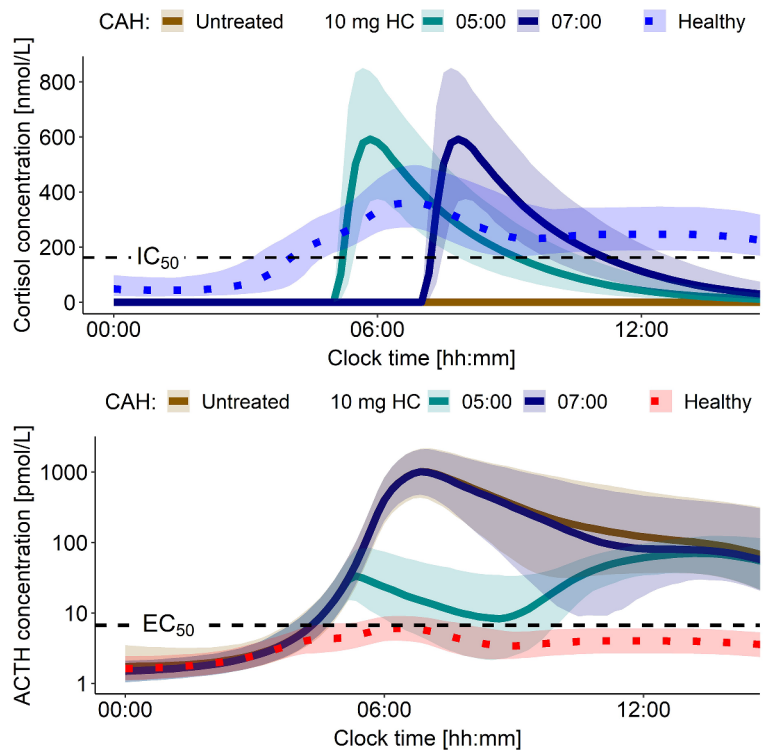 CAH: Untreated 10 mg HC 05:00 07:00 Healthy
Cortisol concentration [nmol/L]
800
600
400
200
0
IC50
00:00 06:00 12:00
Clock time [hh:mm]
CAH: Untreated 10 mg HC 05:00 07:00 Healthy
ACTH concentration [pmol/L]
1000
100
10
1
EC50
00:00 06:00 12:00
Clock time [hh:mm]